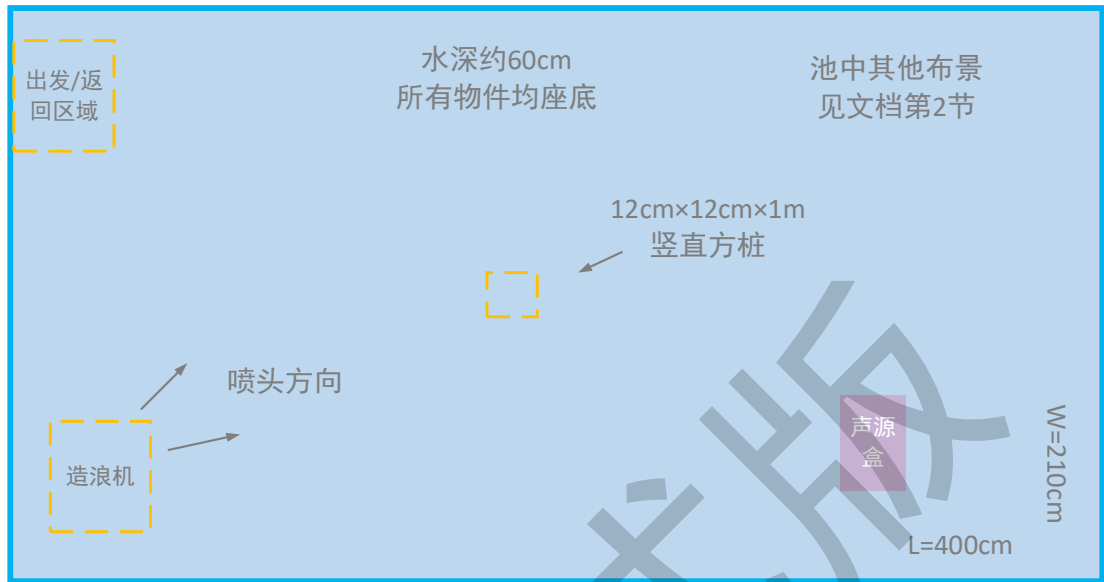 出发/返
回区域
水深约60cm
所有物件均座底
池中其他布景
见文档第2节
12cm×12cm×1m
竖直方桩
喷头方向
造浪机
声源
盒
W=210cm
L=400cm
版